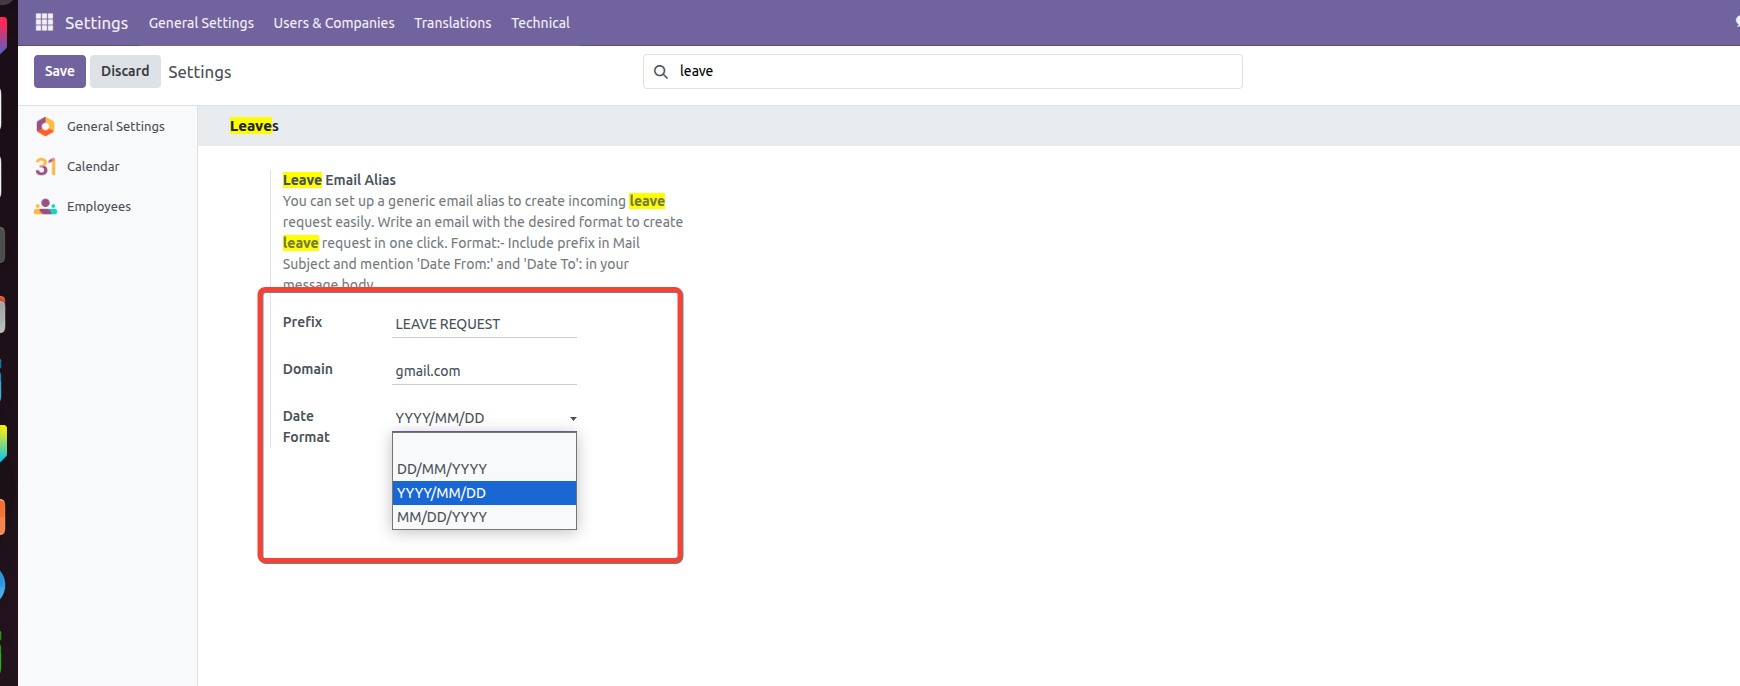 Settings General Settings Users & Companies Translations Technical
Save Discard Settings leave
General Settings
Calendar
Employees
Leaves
Leave Email Alias
You can set up a generic email alias to create incoming leave
request easily. Write an email with the desired format to create
leave request in one click. Format:- Include prefix in Mail
Subject and mention 'Date From:' and 'Date To': in your
message body.
Prefix LEAVE REQUEST
Domain gmail.com
Date YYYY/MM/DD
Format
DD/MM/YYYY
YYYY/MM/DD
MM/DD/YYYY
31